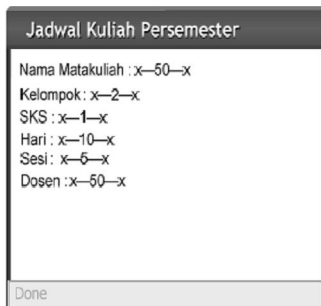 Jadwal Kuliah Persemester
Nama Matakuliah : x—50—x
Kelompok : x—2—x
SKS : x—1—x
Hari : x—10—x
Sesi : x—5—x
Dosen : x—50—x
Done